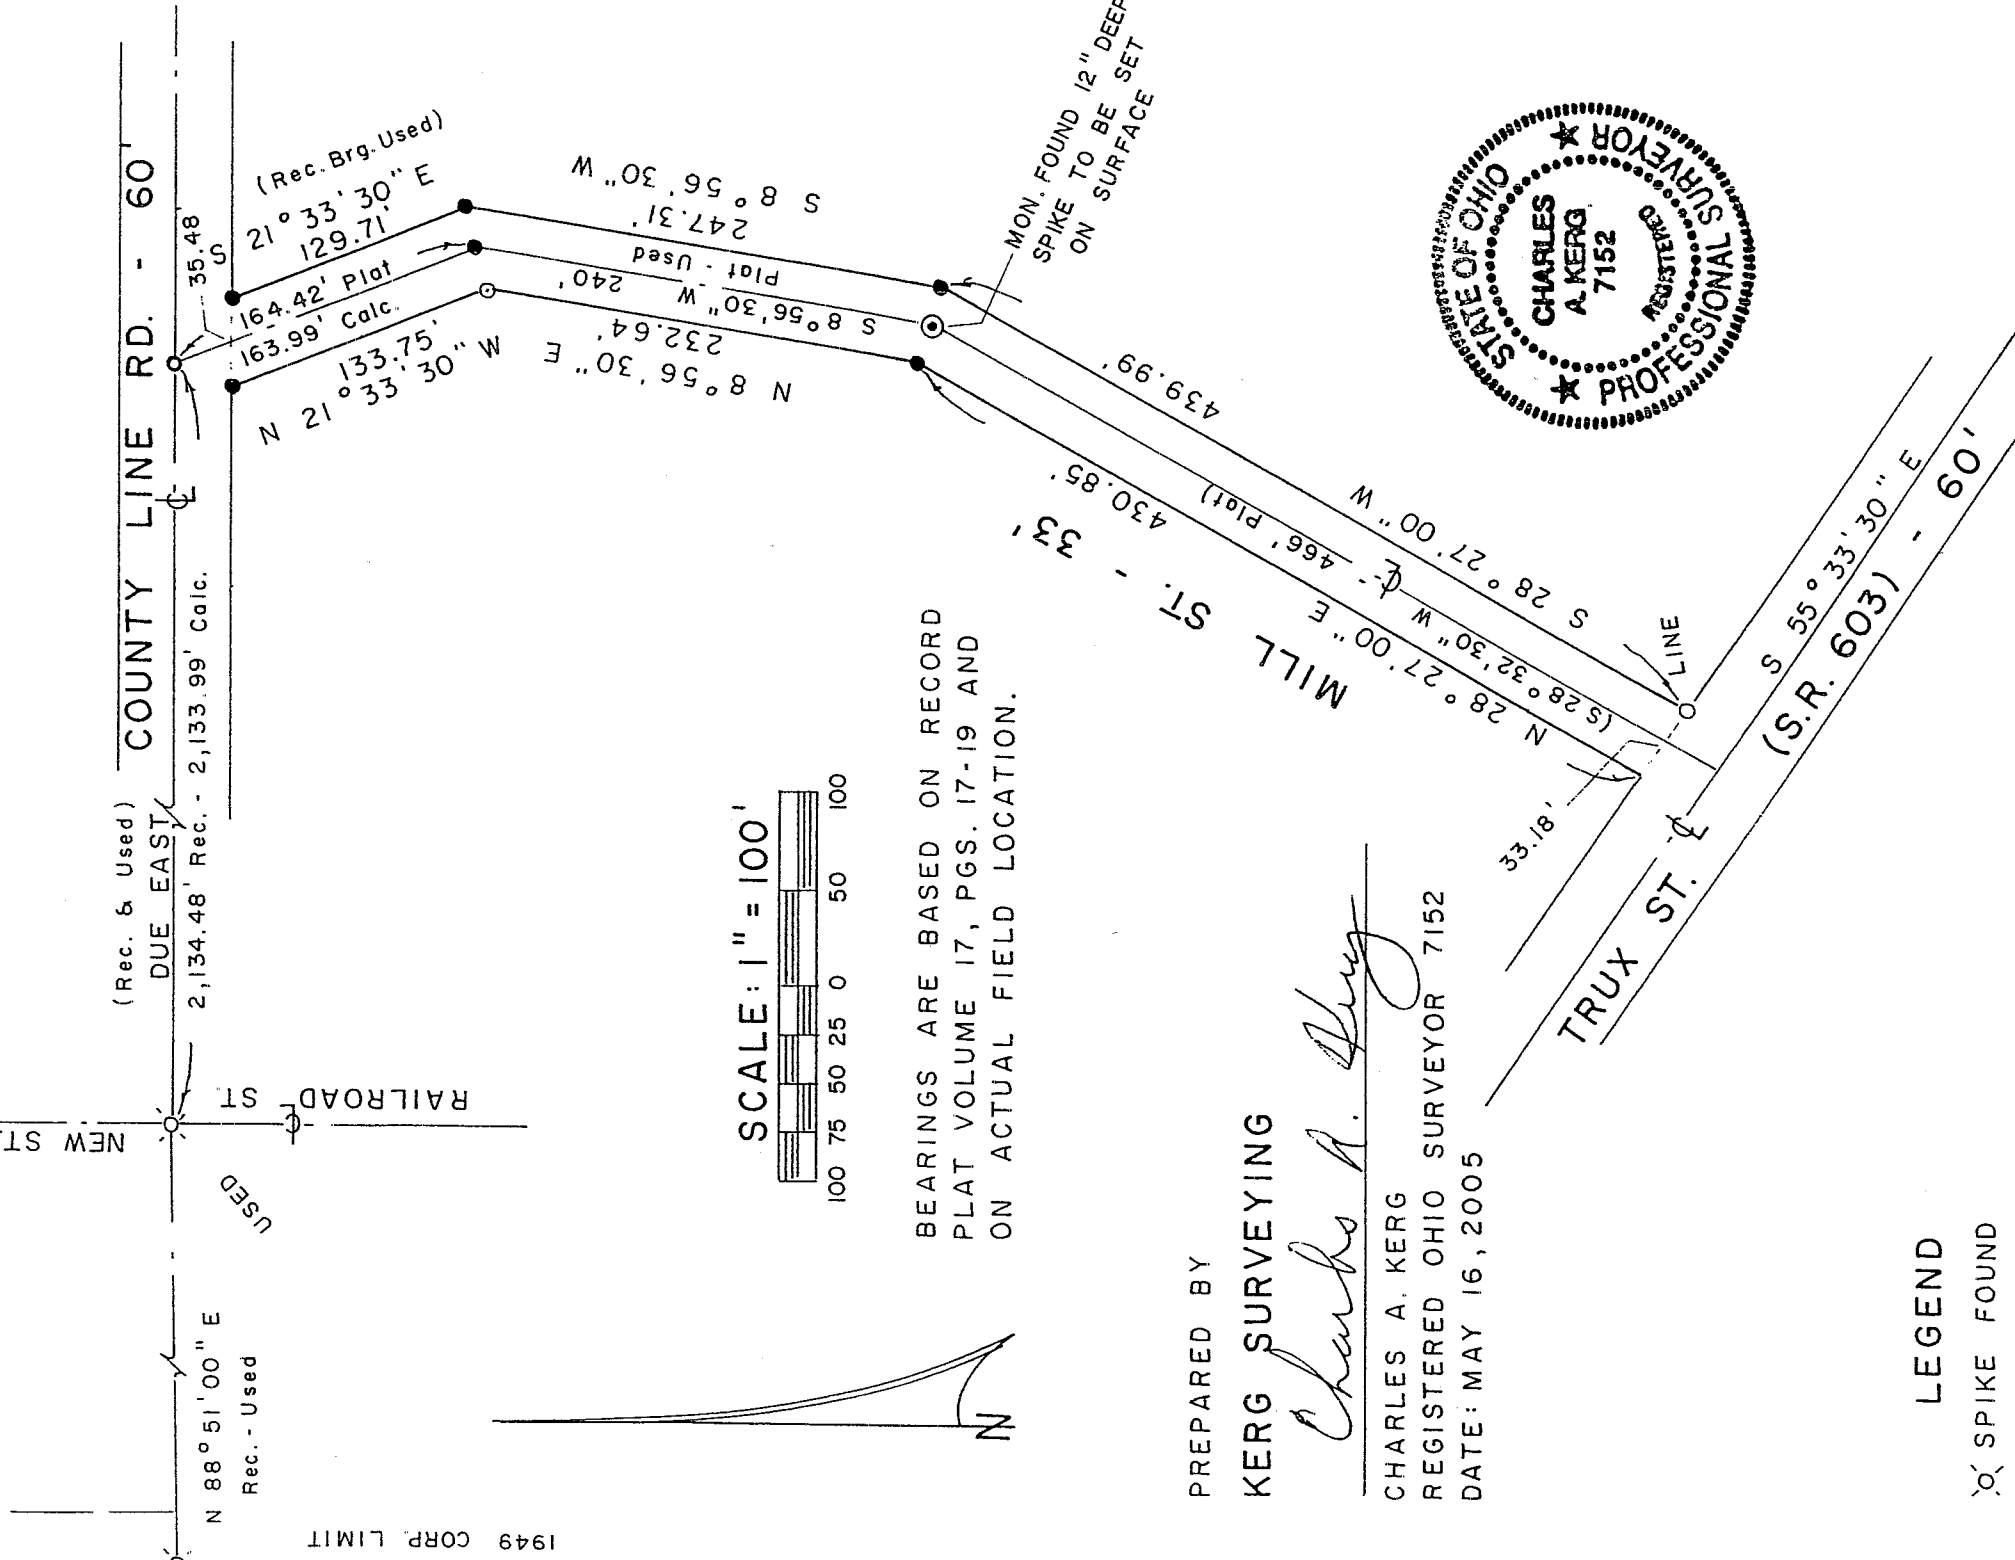 COUNTY LINE RD. - 60'
(Rec. & Used)
DUE EAST
2,134.48' Rec. - 2,133.99' Calc.
35.48
(Rec. Brg. Used)
S 21°33'30" E
129.71'
164.42' Plat
163.99' Calc.
133.75'
N 21°33'30" W
S 8°56'30" W
247.31'
Plat - Used
S 8°56'30" W 240'
232.64'
N 8°56'30" E
MON. FOUND 12" DEEP
SPIKE TO BE SET
ON SURFACE
439.99'
S 28°27'00" W
466' Plat)
(S 28°32'30" W
430.85'
N 28°27'00" E
MILL ST. - 33'
LINE
33.18'
S 55°33'30" E
TRUX ST. (S.R. 603) - 60'
NEW ST.
RAILROAD ST
USED
N 88°51'00" E
Rec. - Used
1949 CORP. LIMIT
N
SCALE: 1" = 100'
100 75 50 25 0 50 100
BEARINGS ARE BASED ON RECORD
PLAT VOLUME 17, PGS. 17-19 AND
ON ACTUAL FIELD LOCATION.
PREPARED BY
KERG SURVEYING
Charles A. Kerg
CHARLES A. KERG
REGISTERED OHIO SURVEYOR 7152
DATE: MAY 16, 2005
STATE OF OHIO
CHARLES
A. KERG
7152
REGISTERED
PROFESSIONAL SURVEYOR
LEGEND
SPIKE FOUND